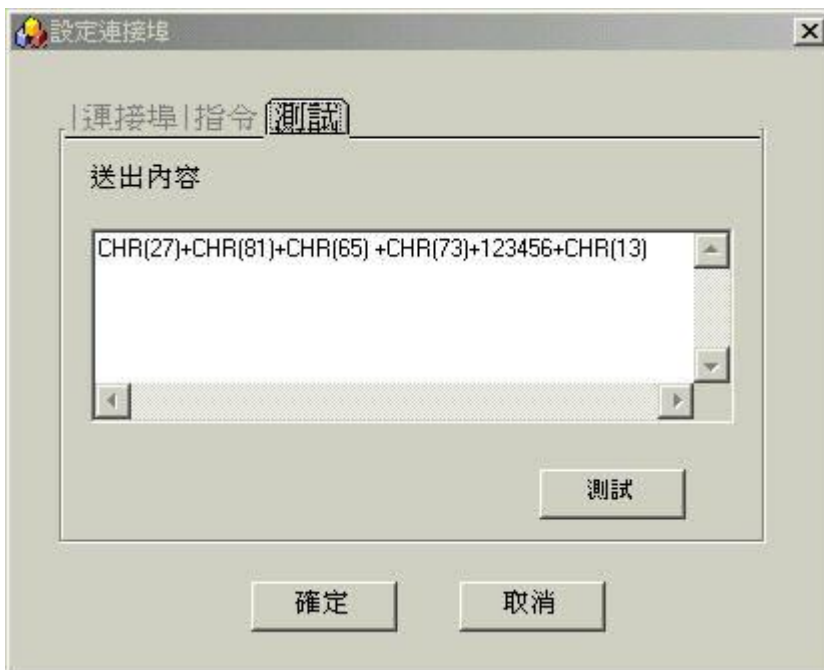 設定連接埠
|連接埠|指令 測試
送出內容
CHR(27)+CHR(81)+CHR(65) +CHR(73)+123456+CHR(13)
測試
確定 取消